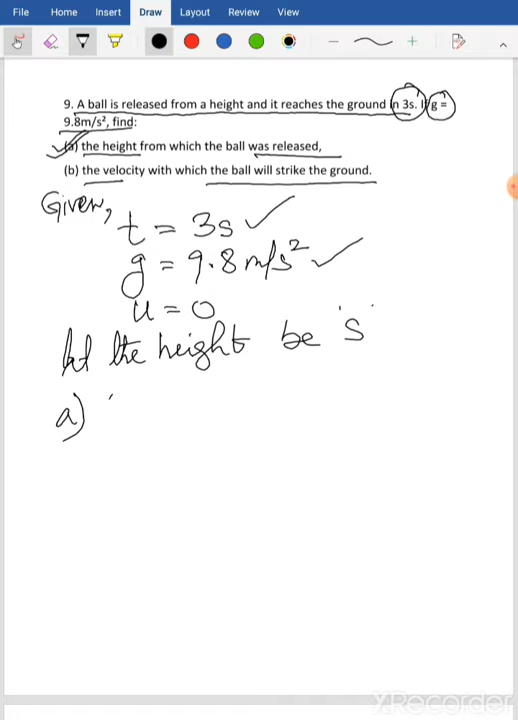 File Home Insert Draw Layout Review View
9. A ball is released from a height and it reaches the ground in 3s. If g =
9.8m/s², find:
(a) the height from which the ball was released,
(b) the velocity with which the ball will strike the ground.
Given,
t = 3s
g = 9.8 m/s²
u = 0
let the height be 's'
a)
XRecorder